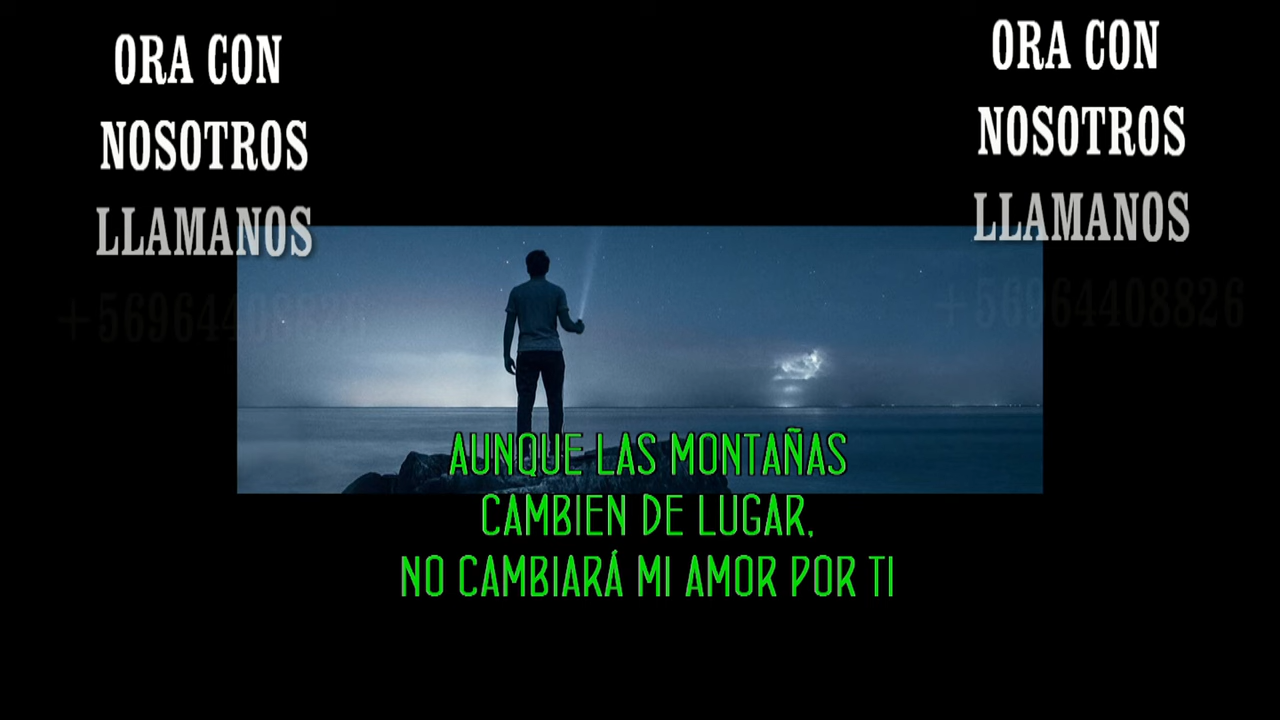 ORA CON
NOSOTROS
LLAMANOS
+56964408826
ORA CON
NOSOTROS
LLAMANOS
+56964408826
AUNQUE LAS MONTAÑAS
CAMBIEN DE LUGAR,
NO CAMBIARÁ MI AMOR POR TI